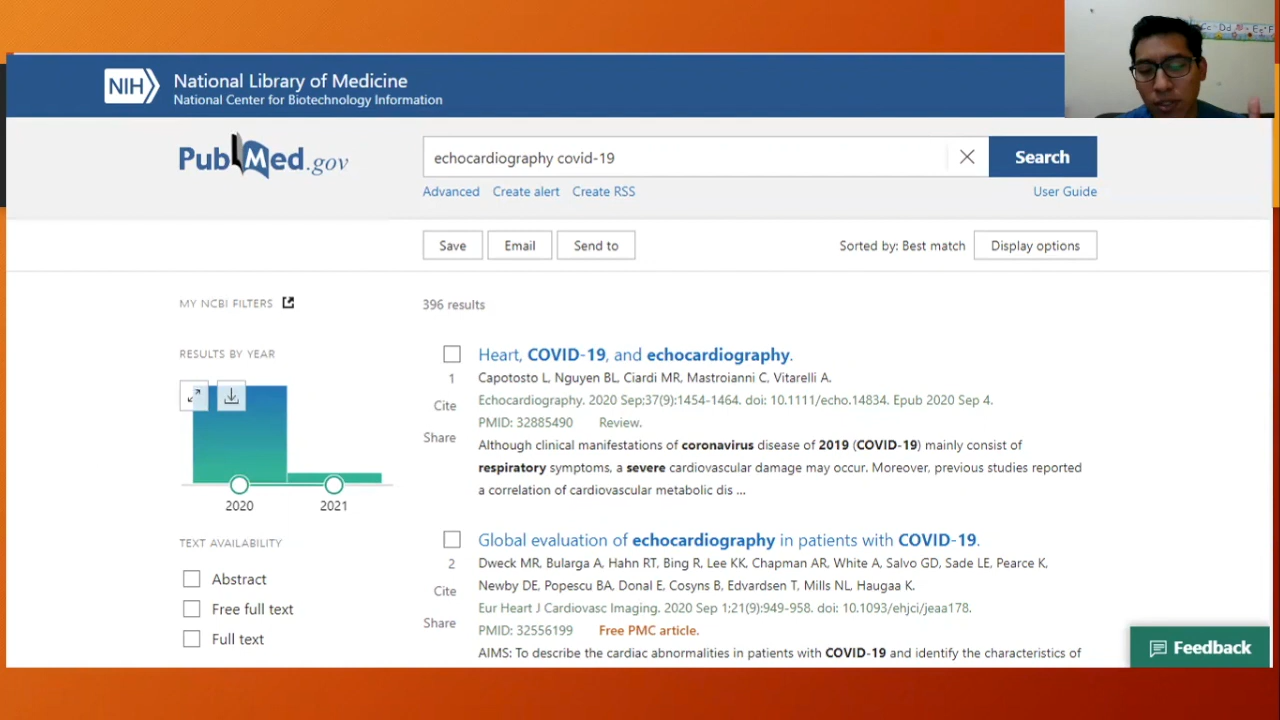 Cc Dd Ee F
NIH
National Library of Medicine
National Center for Biotechnology Information
PubMed.gov
echocardiography covid-19
Search
Advanced Create alert Create RSS
User Guide
Save Email Send to
Sorted by: Best match Display options
MY NCBI FILTERS
396 results
RESULTS BY YEAR
2020 2021
TEXT AVAILABILITY
Abstract
Free full text
Full text
Heart, COVID-19, and echocardiography.
1
Capotosto L, Nguyen BL, Ciardi MR, Mastroianni C, Vitarelli A.
Cite
Echocardiography. 2020 Sep;37(9):1454-1464. doi: 10.1111/echo.14834. Epub 2020 Sep 4.
PMID: 32885490 Review.
Share
Although clinical manifestations of coronavirus disease of 2019 (COVID-19) mainly consist of
respiratory symptoms, a severe cardiovascular damage may occur. Moreover, previous studies reported
a correlation of cardiovascular metabolic dis ...
Global evaluation of echocardiography in patients with COVID-19.
2
Dweck MR, Bularga A, Hahn RT, Bing R, Lee KK, Chapman AR, White A, Salvo GD, Sade LE, Pearce K,
Newby DE, Popescu BA, Donal E, Cosyns B, Edvardsen T, Mills NL, Haugaa K.
Cite
Eur Heart J Cardiovasc Imaging. 2020 Sep 1;21(9):949-958. doi: 10.1093/ehjci/jeaa178.
Share
PMID: 32556199 Free PMC article.
AIMS: To describe the cardiac abnormalities in patients with COVID-19 and identify the characteristics of
Feedback